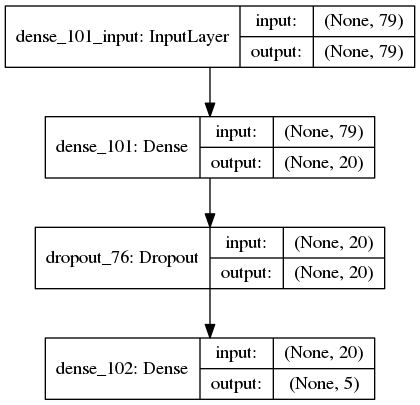 dense_101_input: InputLayer
input: (None, 79)
output: (None, 79)
dense_101: Dense
input: (None, 79)
output: (None, 20)
dropout_76: Dropout
input: (None, 20)
output: (None, 20)
dense_102: Dense
input: (None, 20)
output: (None, 5)